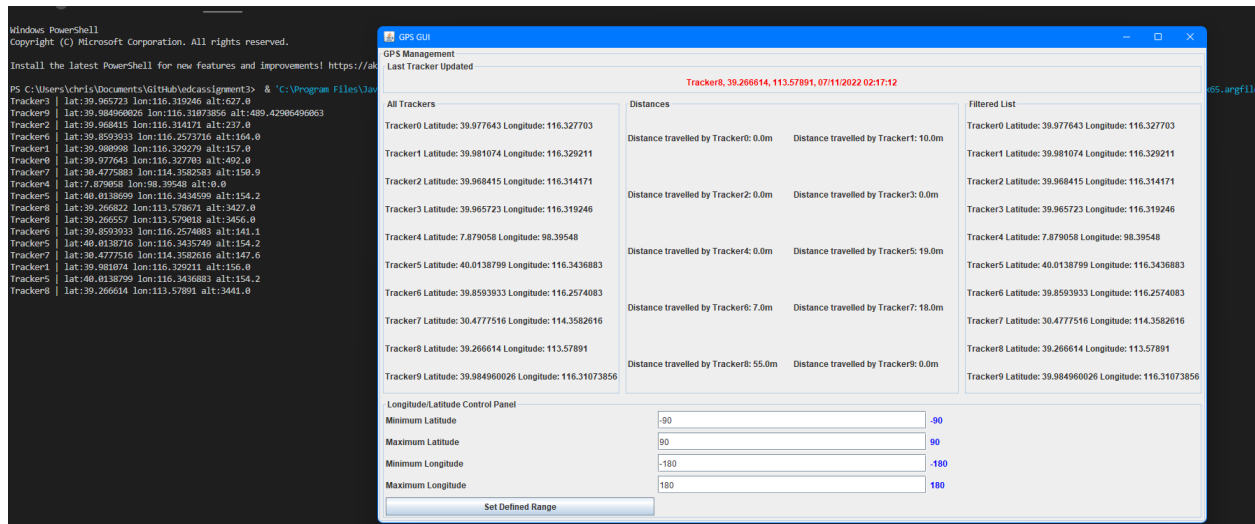 Windows PowerShell
Copyright (C) Microsoft Corporation. All rights reserved.
Install the latest PowerShell for new features and improvements! https://ak
PS C:\Users\chris\Documents\GitHub\edcassignment3> & 'C:\Program Files\Jav
Tracker3 | lat:39.965723 lon:116.319246 alt:627.0
Tracker9 | lat:39.984960026 lon:116.31073856 alt:489.42906496063
Tracker2 | lat:39.968415 lon:116.314171 alt:237.0
Tracker6 | lat:39.8593933 lon:116.2573716 alt:164.0
Tracker1 | lat:39.980998 lon:116.329279 alt:157.0
Tracker0 | lat:39.977643 lon:116.327703 alt:492.0
Tracker7 | lat:30.4775883 lon:114.3582583 alt:150.9
Tracker4 | lat:7.879058 lon:98.39548 alt:0.0
Tracker5 | lat:40.0138699 lon:116.3434599 alt:154.2
Tracker8 | lat:39.266822 lon:113.578671 alt:3427.0
Tracker8 | lat:39.266557 lon:113.579018 alt:3456.0
Tracker6 | lat:39.8593933 lon:116.2574083 alt:141.1
Tracker5 | lat:40.0138716 lon:116.3435749 alt:154.2
Tracker7 | lat:30.4777516 lon:114.3582616 alt:147.6
Tracker1 | lat:39.981074 lon:116.329211 alt:156.0
Tracker5 | lat:40.0138799 lon:116.3436883 alt:154.2
Tracker8 | lat:39.266614 lon:113.57891 alt:3441.0
GPS GUI
GPS Management
Last Tracker Updated
Tracker8, 39.266614, 113.57891, 07/11/2022 02:17:12
All Trackers
Tracker0 Latitude: 39.977643 Longitude: 116.327703
Tracker1 Latitude: 39.981074 Longitude: 116.329211
Tracker2 Latitude: 39.968415 Longitude: 116.314171
Tracker3 Latitude: 39.965723 Longitude: 116.319246
Tracker4 Latitude: 7.879058 Longitude: 98.39548
Tracker5 Latitude: 40.0138799 Longitude: 116.3436883
Tracker6 Latitude: 39.8593933 Longitude: 116.2574083
Tracker7 Latitude: 30.4777516 Longitude: 114.3582616
Tracker8 Latitude: 39.266614 Longitude: 113.57891
Tracker9 Latitude: 39.984960026 Longitude: 116.31073856
Distances
Distance travelled by Tracker0: 0.0m Distance travelled by Tracker1: 10.0m
Distance travelled by Tracker2: 0.0m Distance travelled by Tracker3: 0.0m
Distance travelled by Tracker4: 0.0m Distance travelled by Tracker5: 19.0m
Distance travelled by Tracker6: 7.0m Distance travelled by Tracker7: 18.0m
Distance travelled by Tracker8: 55.0m Distance travelled by Tracker9: 0.0m
Filtered List
Tracker0 Latitude: 39.977643 Longitude: 116.327703
Tracker1 Latitude: 39.981074 Longitude: 116.329211
Tracker2 Latitude: 39.968415 Longitude: 116.314171
Tracker3 Latitude: 39.965723 Longitude: 116.319246
Tracker4 Latitude: 7.879058 Longitude: 98.39548
Tracker5 Latitude: 40.0138799 Longitude: 116.3436883
Tracker6 Latitude: 39.8593933 Longitude: 116.2574083
Tracker7 Latitude: 30.4777516 Longitude: 114.3582616
Tracker8 Latitude: 39.266614 Longitude: 113.57891
Tracker9 Latitude: 39.984960026 Longitude: 116.31073856
Longitude/Latitude Control Panel
Minimum Latitude -90 -90
Maximum Latitude 90 90
Minimum Longitude -180 -180
Maximum Longitude 180 180
Set Defined Range